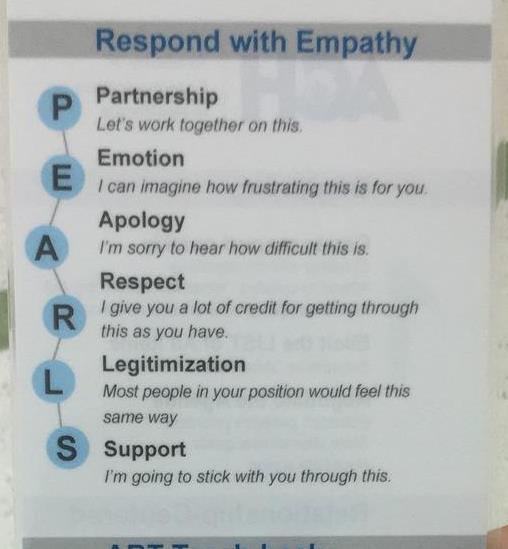 Respond with Empathy
P
Partnership
Let's work together on this.
E
Emotion
I can imagine how frustrating this is for you.
A
Apology
I'm sorry to hear how difficult this is.
R
Respect
I give you a lot of credit for getting through
this as you have.
L
Legitimization
Most people in your position would feel this
same way
S
Support
I'm going to stick with you through this.